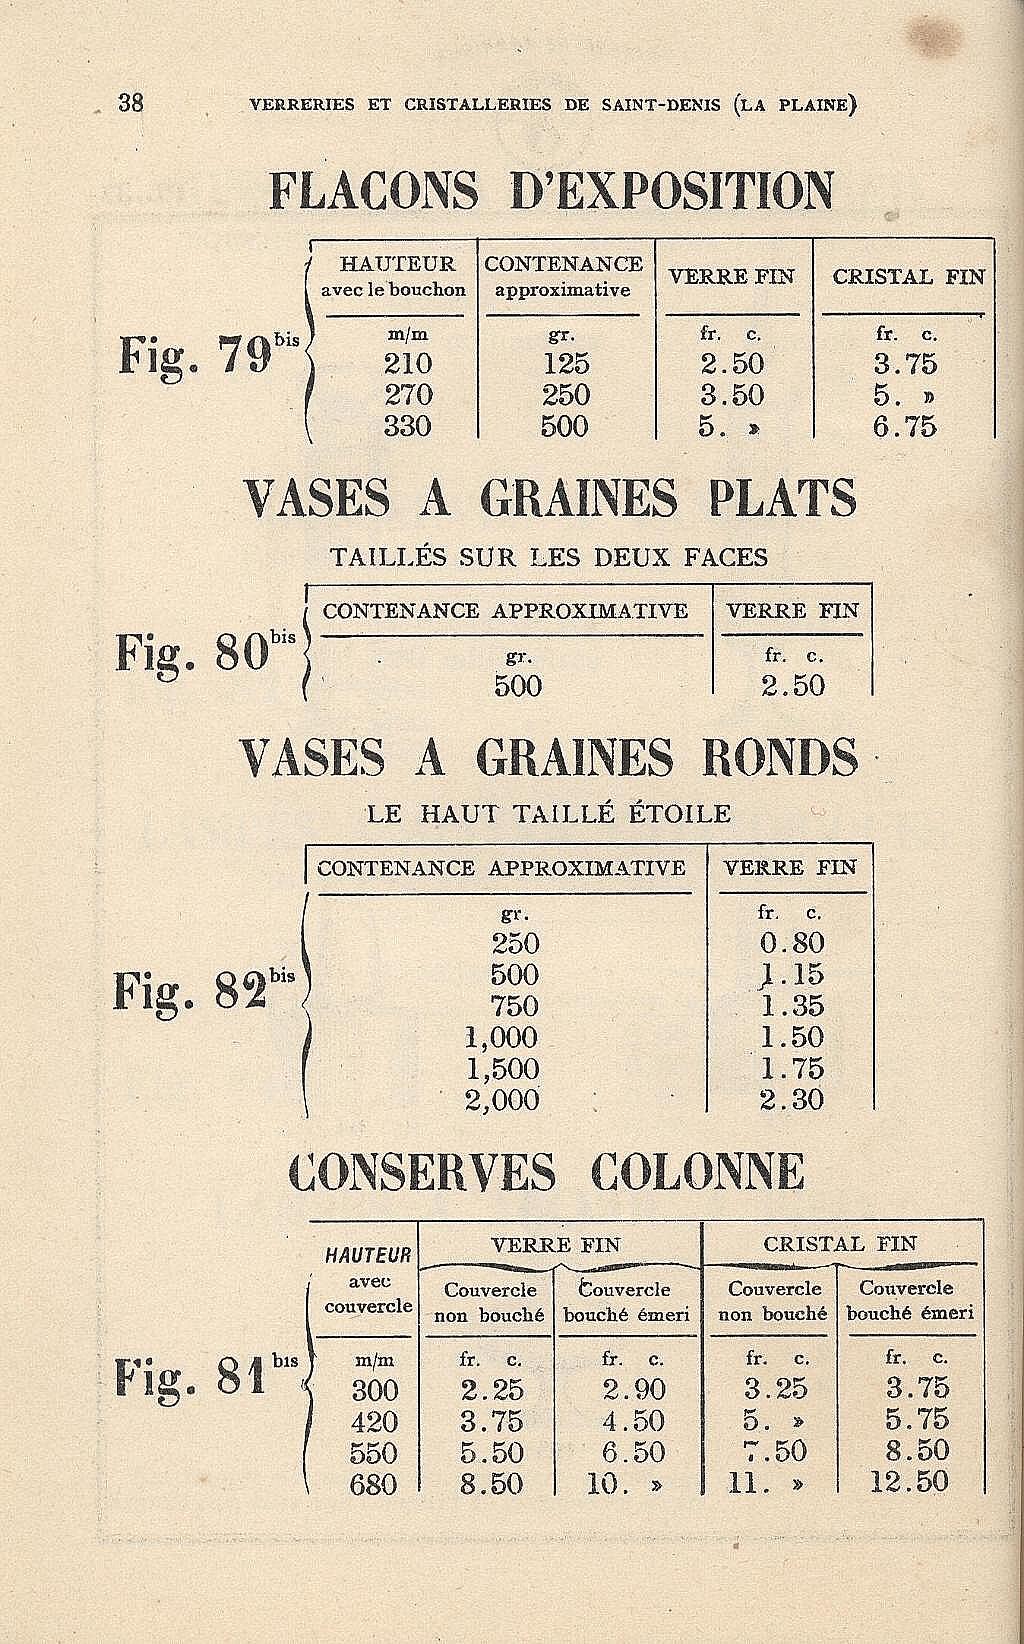 38 VERRERIES ET CRISTALLERIES DE SAINT-DENIS (LA PLAINE)
FLACONS D'EXPOSITION
HAUTEUR CONTENANCE VERRE FIN CRISTAL FIN
avec le bouchon approximative
Fig. 79bis
m/m gr. fr. c. fr. c.
210 125 2.50 3.75
270 250 3.50 5. »
330 500 5. » 6.75
VASES A GRAINES PLATS
TAILLÉS SUR LES DEUX FACES
CONTENANCE APPROXIMATIVE VERRE FIN
Fig. 80bis
gr. fr. c.
500 2.50
VASES A GRAINES RONDS
LE HAUT TAILLÉ ÉTOILE
CONTENANCE APPROXIMATIVE VERRE FIN
Fig. 82bis
gr. fr. c.
250 0.80
500 1.15
750 1.35
1,000 1.50
1,500 1.75
2,000 2.30
CONSERVES COLONNE
HAUTEUR VERRE FIN CRISTAL FIN
avec Couvercle Couvercle Couvercle Couvercle
couvercle non bouché bouché émeri non bouché bouché émeri
Fig. 81bis
m/m fr. c. fr. c. fr. c. fr. c.
300 2.25 2.90 3.25 3.75
420 3.75 4.50 5. » 5.75
550 5.50 6.50 7.50 8.50
680 8.50 10. » 11. » 12.50